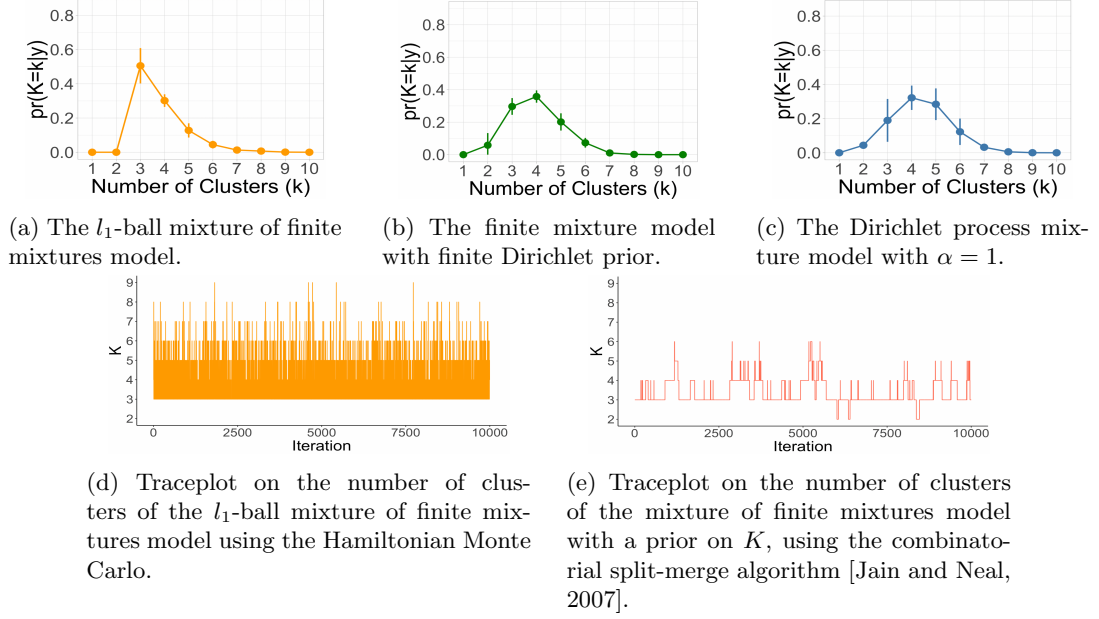 0.8
0.6
0.4
0.2
0.0
pr(K=k|y)
1 2 3 4 5 6 7 8 9 10
Number of Clusters (k)
(a) The l₁-ball mixture of finite
mixtures model.
0.8
0.6
0.4
0.2
0.0
pr(K=k|y)
1 2 3 4 5 6 7 8 9 10
Number of Clusters (k)
(b) The finite mixture model
with finite Dirichlet prior.
0.8
0.6
0.4
0.2
0.0
pr(K=k|y)
1 2 3 4 5 6 7 8 9 10
Number of Clusters (k)
(c) The Dirichlet process mix-
ture model with α = 1.
9
8
7
6
5
4
3
2
K
0 2500 5000 7500 10000
Iteration
(d) Traceplot on the number of clus-
ters of the l₁-ball mixture of finite mix-
tures model using the Hamiltonian Monte
Carlo.
9
8
7
6
5
4
3
2
K
0 2500 5000 7500 10000
Iteration
(e) Traceplot on the number of clusters
of the mixture of finite mixtures model
with a prior on K, using the combinato-
rial split-merge algorithm [Jain and Neal,
2007].